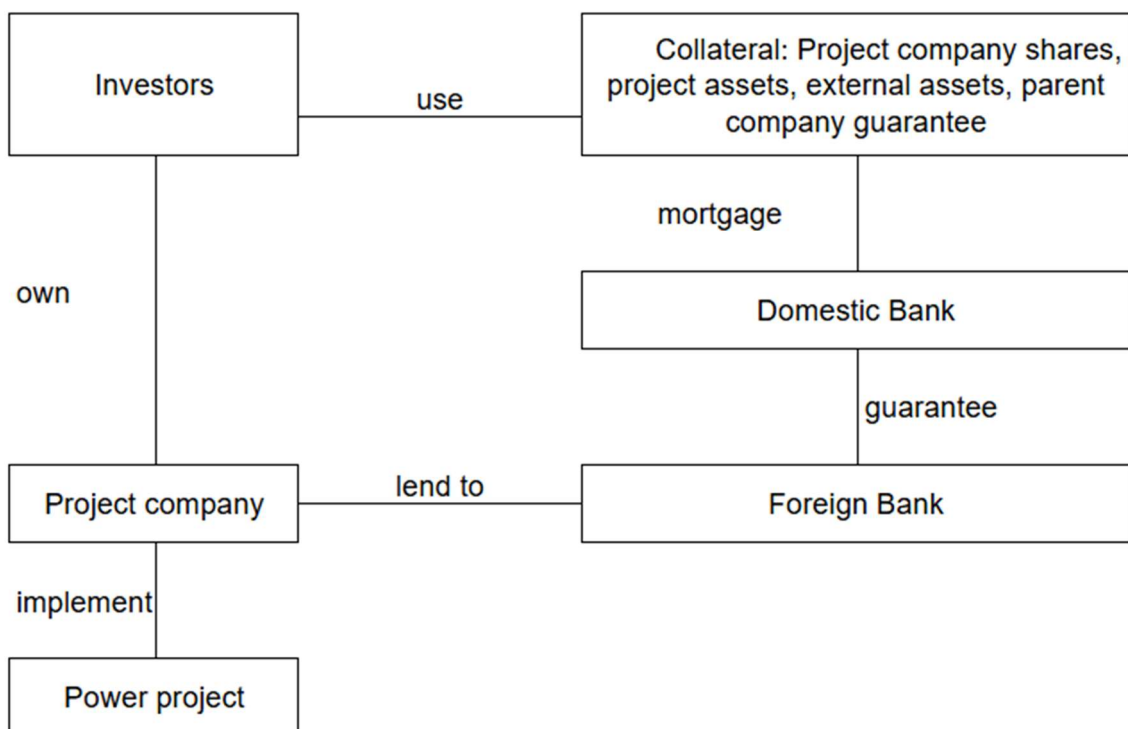 Investors
use
Collateral: Project company shares,
project assets, external assets, parent
company guarantee
mortgage
own
Domestic Bank
guarantee
Project company
lend to
Foreign Bank
implement
Power project